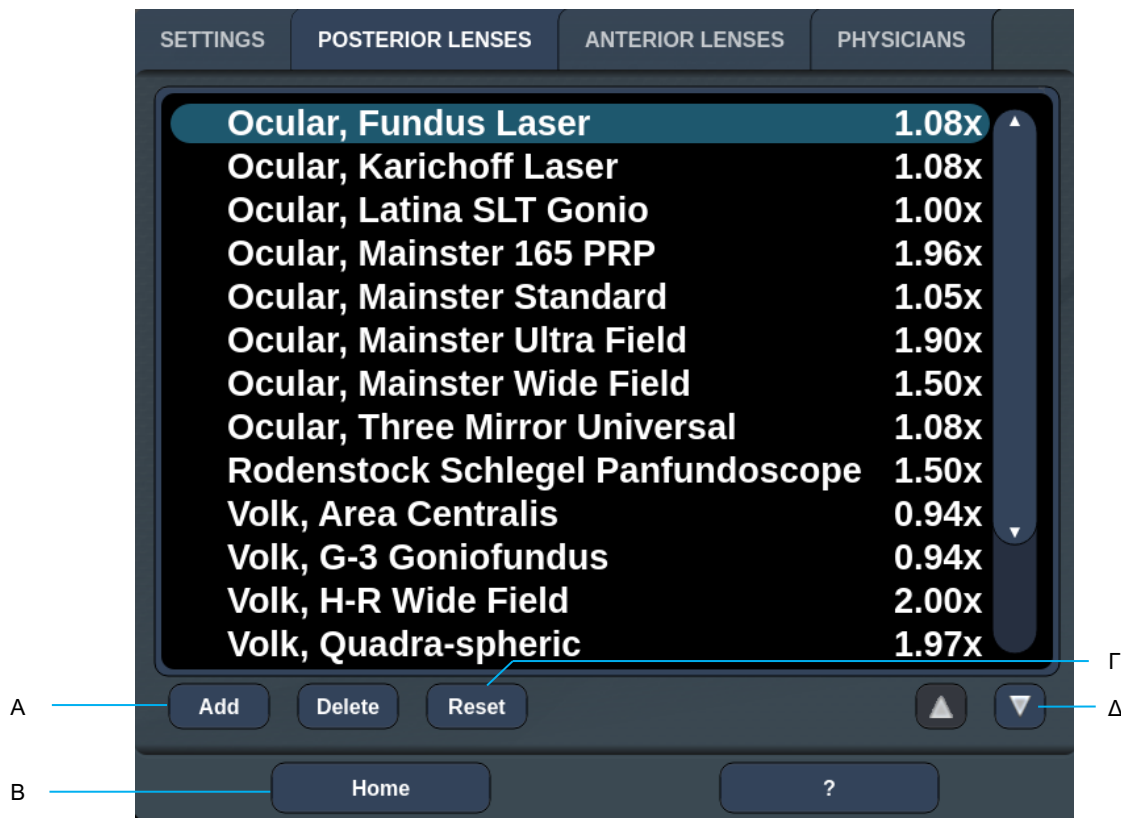 SETTINGS POSTERIOR LENSES ANTERIOR LENSES PHYSICIANS
Ocular, Fundus Laser 1.08x
Ocular, Karichoff Laser 1.08x
Ocular, Latina SLT Gonio 1.00x
Ocular, Mainster 165 PRP 1.96x
Ocular, Mainster Standard 1.05x
Ocular, Mainster Ultra Field 1.90x
Ocular, Mainster Wide Field 1.50x
Ocular, Three Mirror Universal 1.08x
Rodenstock Schlegel Panfundoscope 1.50x
Volk, Area Centralis 0.94x
Volk, G-3 Goniofundus 0.94x
Volk, H-R Wide Field 2.00x
Volk, Quadra-spheric 1.97x
Γ
Α Add Delete Reset Δ
Β Home ?